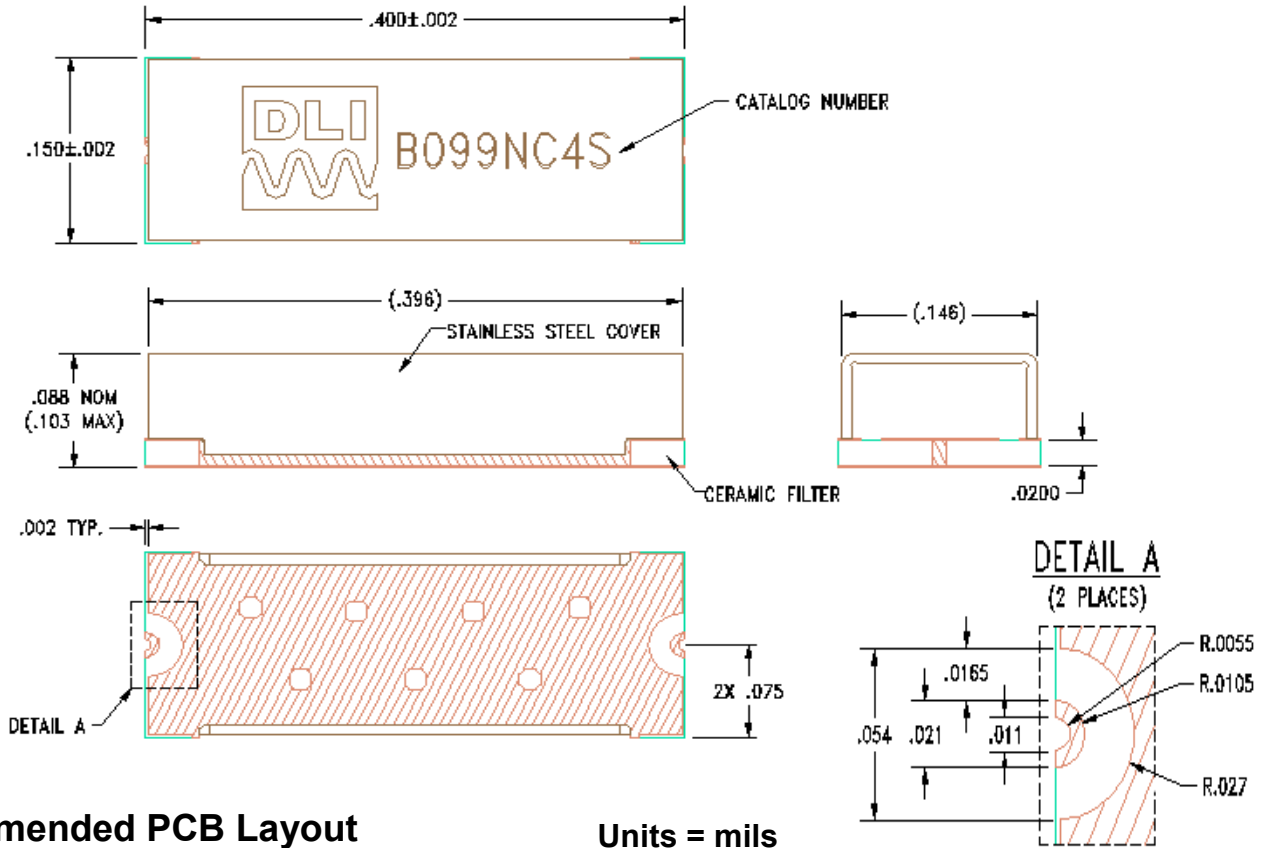 .400±.002
DLI
B099NC4S
CATALOG NUMBER
.150±.002
(.396)
STAINLESS STEEL COVER
(.146)
.088 NOM
(.103 MAX)
CERAMIC FILTER
.0200
.002 TYP.
DETAIL A
2X .075
DETAIL A
(2 PLACES)
R.0055
.0165
R.0105
.054
.021
.011
R.027
mended PCB Layout
Units = mils